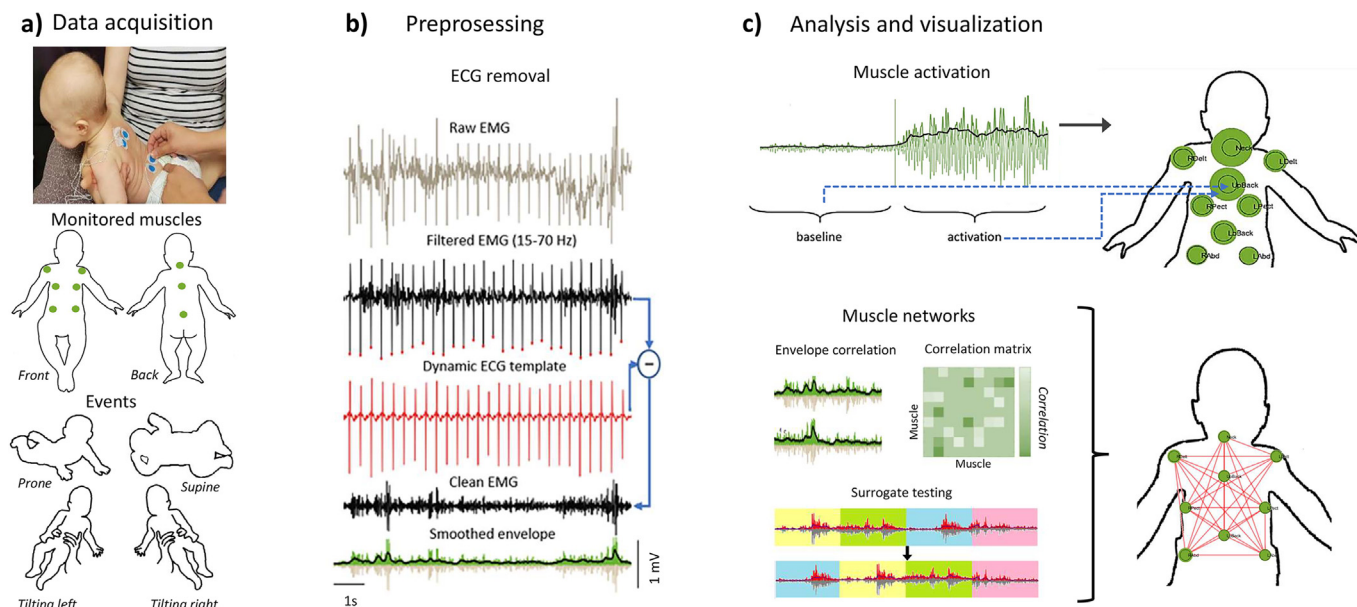 a) Data acquisition
Monitored muscles
Front
Back
Events
Prone
Supine
Tilting left
Tilting right
b) Preprosessing
ECG removal
Raw EMG
Filtered EMG (15-70 Hz)
Dynamic ECG template
-
Clean EMG
Smoothed envelope
1 mV
1s
c) Analysis and visualization
Muscle activation
baseline
activation
Neck
RDelt
LDelt
UpBack
RPect
LPect
LoBack
RAbd
LAbd
Muscle networks
Envelope correlation
Correlation matrix
Muscle
Muscle
Correlation
Surrogate testing
Neck